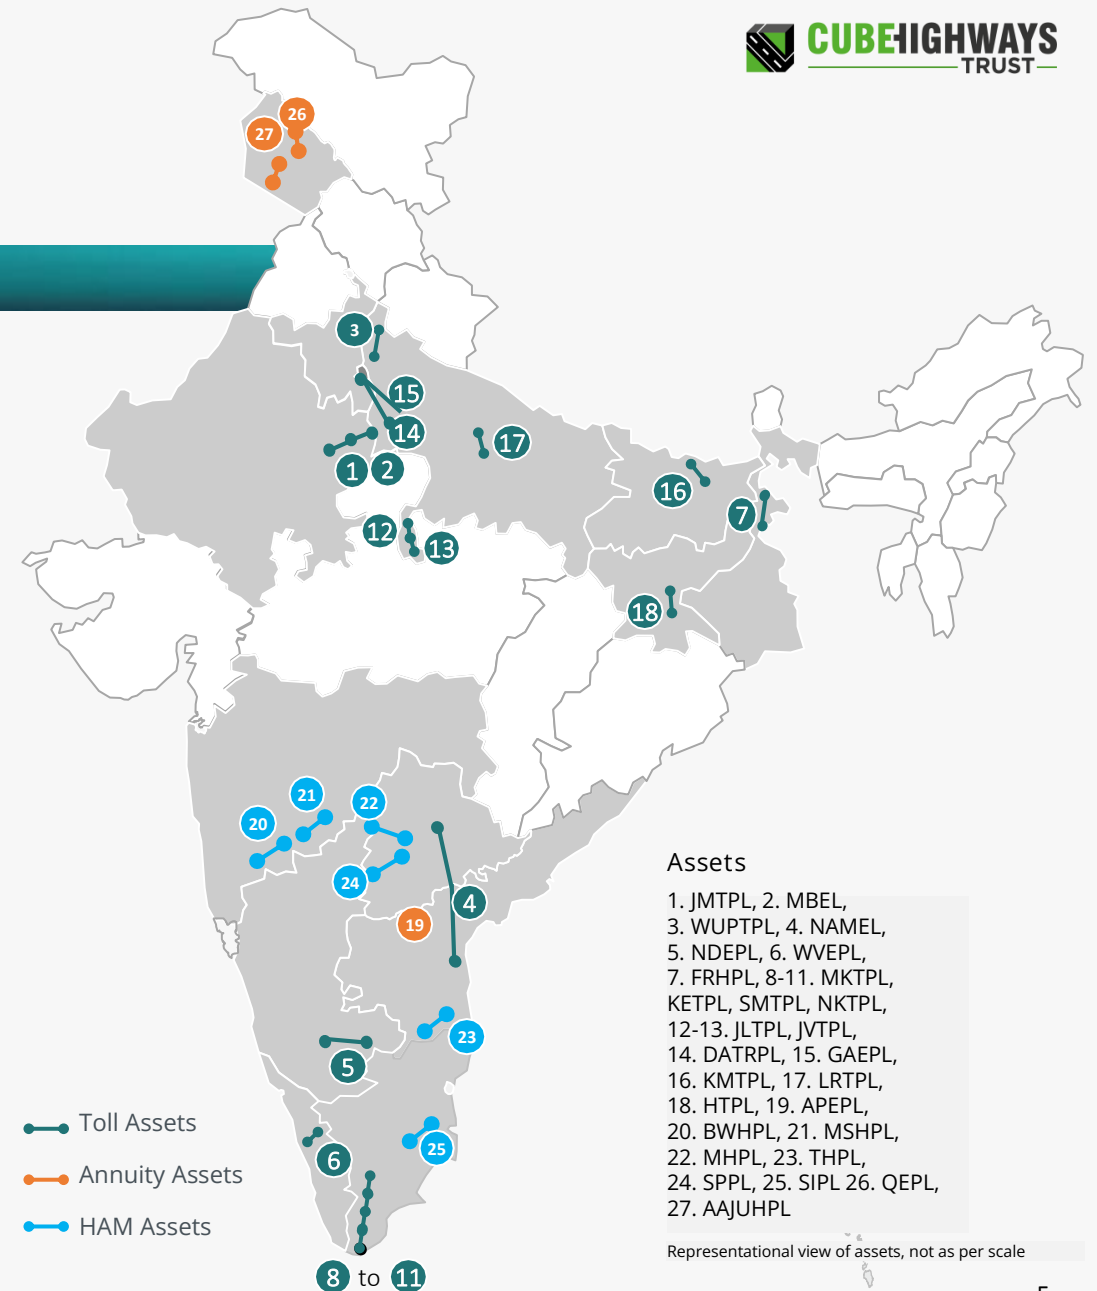 CUBEHIGHWAYS
TRUST
26
27
3
15
14
17
1 2
16
7
12
13
18
21
22
20
24
4
19
23
5
25
6
8 to 11
Toll Assets
Annuity Assets
HAM Assets
Assets
1. JMTPL, 2. MBEL,
3. WUPTPL, 4. NAMEL,
5. NDEPL, 6. WVEPL,
7. FRHPL, 8-11. MKTPL,
KETPL, SMTPL, NKTPL,
12-13. JLTPL, JVTPL,
14. DATRPL, 15. GAEPL,
16. KMTPL, 17. LRTPL,
18. HTPL, 19. APEPL,
20. BWHPL, 21. MSHPL,
22. MHPL, 23. THPL,
24. SPPL, 25. SIPL 26. QEPL,
27. AAJUHPL
Representational view of assets, not as per scale